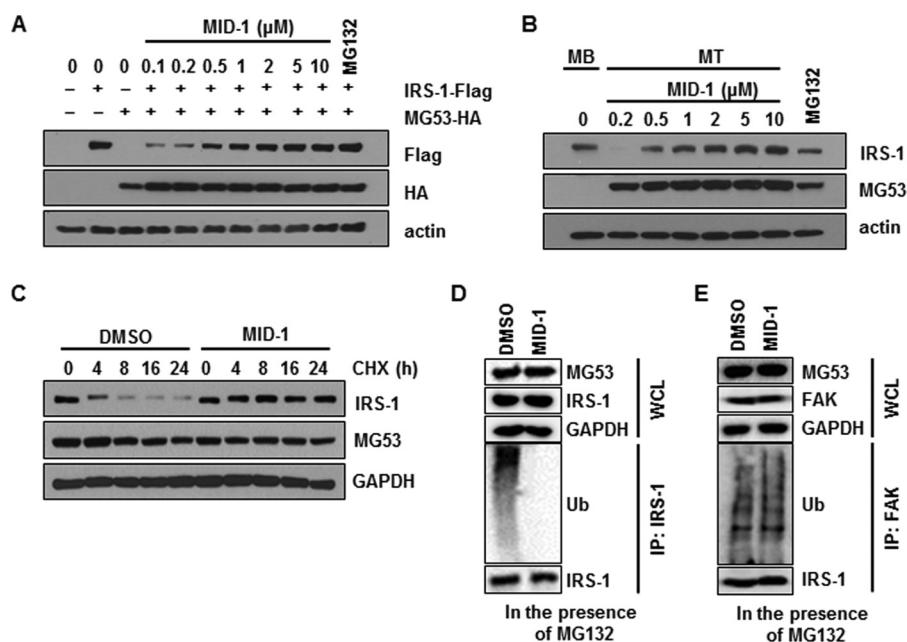 A
MID-1 (µM)
0 0 0 0.1 0.2 0.5 1 2 5 10 MG132
– + – + + + + + + + + IRS-1-Flag
– – + + + + + + + + + MG53-HA
Flag
HA
actin
B
MB MT
MID-1 (µM)
0 0.2 0.5 1 2 5 10 MG132
IRS-1
MG53
actin
C
DMSO MID-1
0 4 8 16 24 0 4 8 16 24 CHX (h)
IRS-1
MG53
GAPDH
D
DMSO MID-1
MG53
IRS-1
GAPDH
WCL
Ub
IRS-1
IP: IRS-1
In the presence
of MG132
E
DMSO MID-1
MG53
FAK
GAPDH
WCL
Ub
IRS-1
IP: FAK
In the presence
of MG132